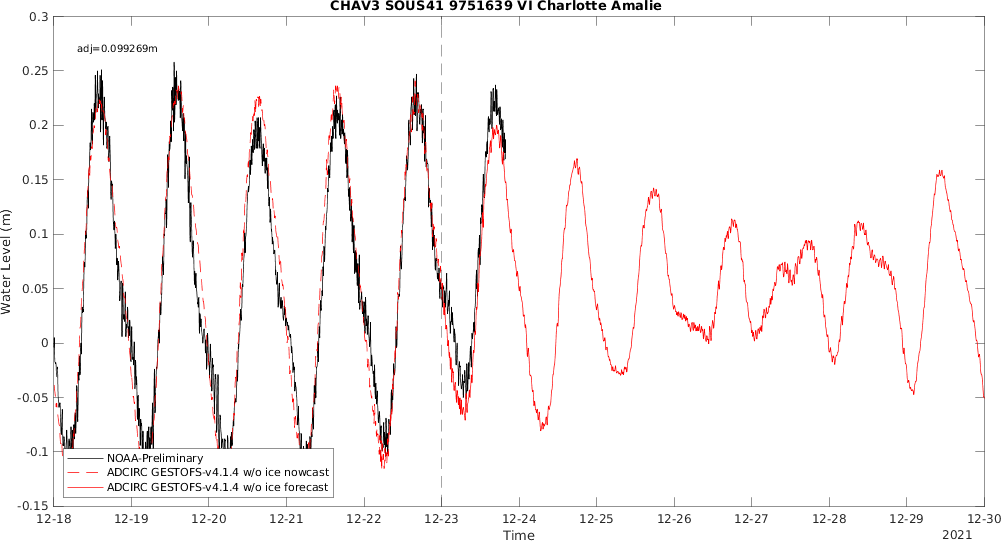 CHAV3 SOUS41 9751639 VI Charlotte Amalie
adj=0.099269m
Water Level (m)
0.3
0.25
0.2
0.15
0.1
0.05
0
-0.05
-0.1
-0.15
NOAA-Preliminary
ADCIRC GESTOFS-v4.1.4 w/o ice nowcast
ADCIRC GESTOFS-v4.1.4 w/o ice forecast
12-18 12-19 12-20 12-21 12-22 12-23 12-24 12-25 12-26 12-27 12-28 12-29 12-30
Time
2021